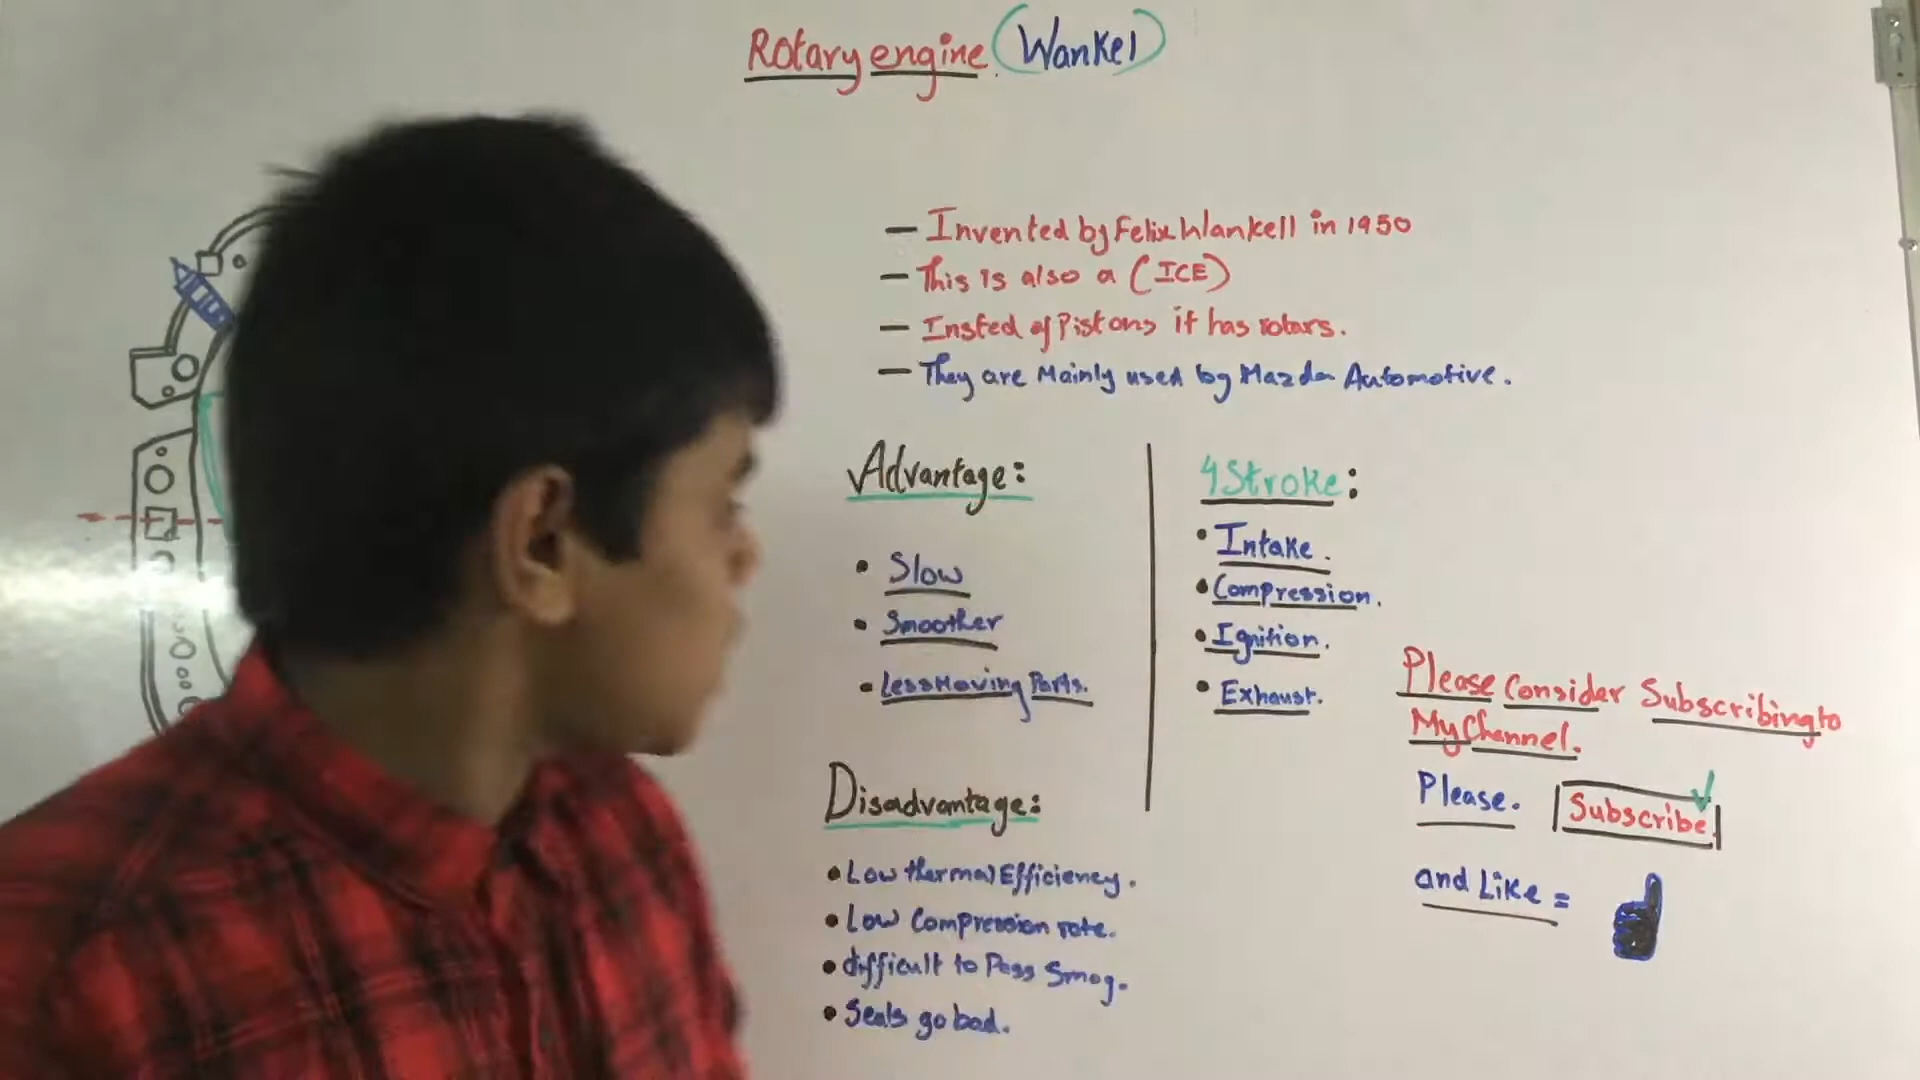 Rotary engine (Wankel)
— Invented by Felix Wankell in 1950
— This is also a (ICE)
— Insted of Pistons it has rotars.
— They are Mainly used by Mazda Automotive.
Advantage:
• Slow
• Smoother
• Less Moving Parts.
Disadvantage:
• Low thermal Efficiency.
• Low Compression rate.
• difficult to Pass Smog.
• Seals go bad.
4 Stroke:
• Intake.
• Compression.
• Ignition.
• Exhaust.
Please Consider Subscribing to
My Channel.
Please. Subscribe
and Like =